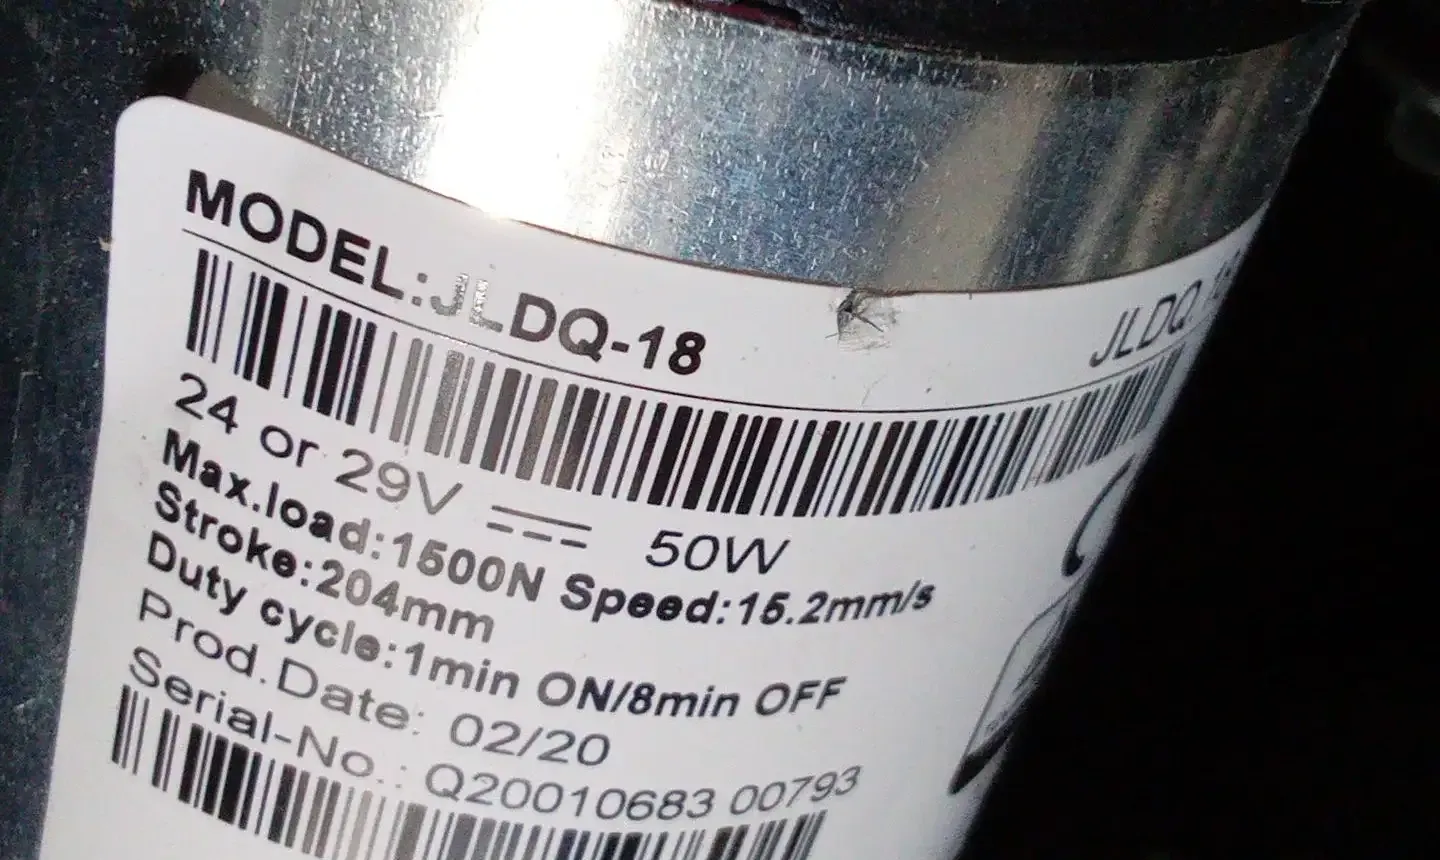 MODEL:JLDQ-18
JLDQ
24 or 29V 50W
Max.load:1500N Speed:15.2mm/s
Stroke:204mm
Duty cycle:1min ON/8min OFF
Prod.Date: 02/20
Serial-No.: Q20010683 00793